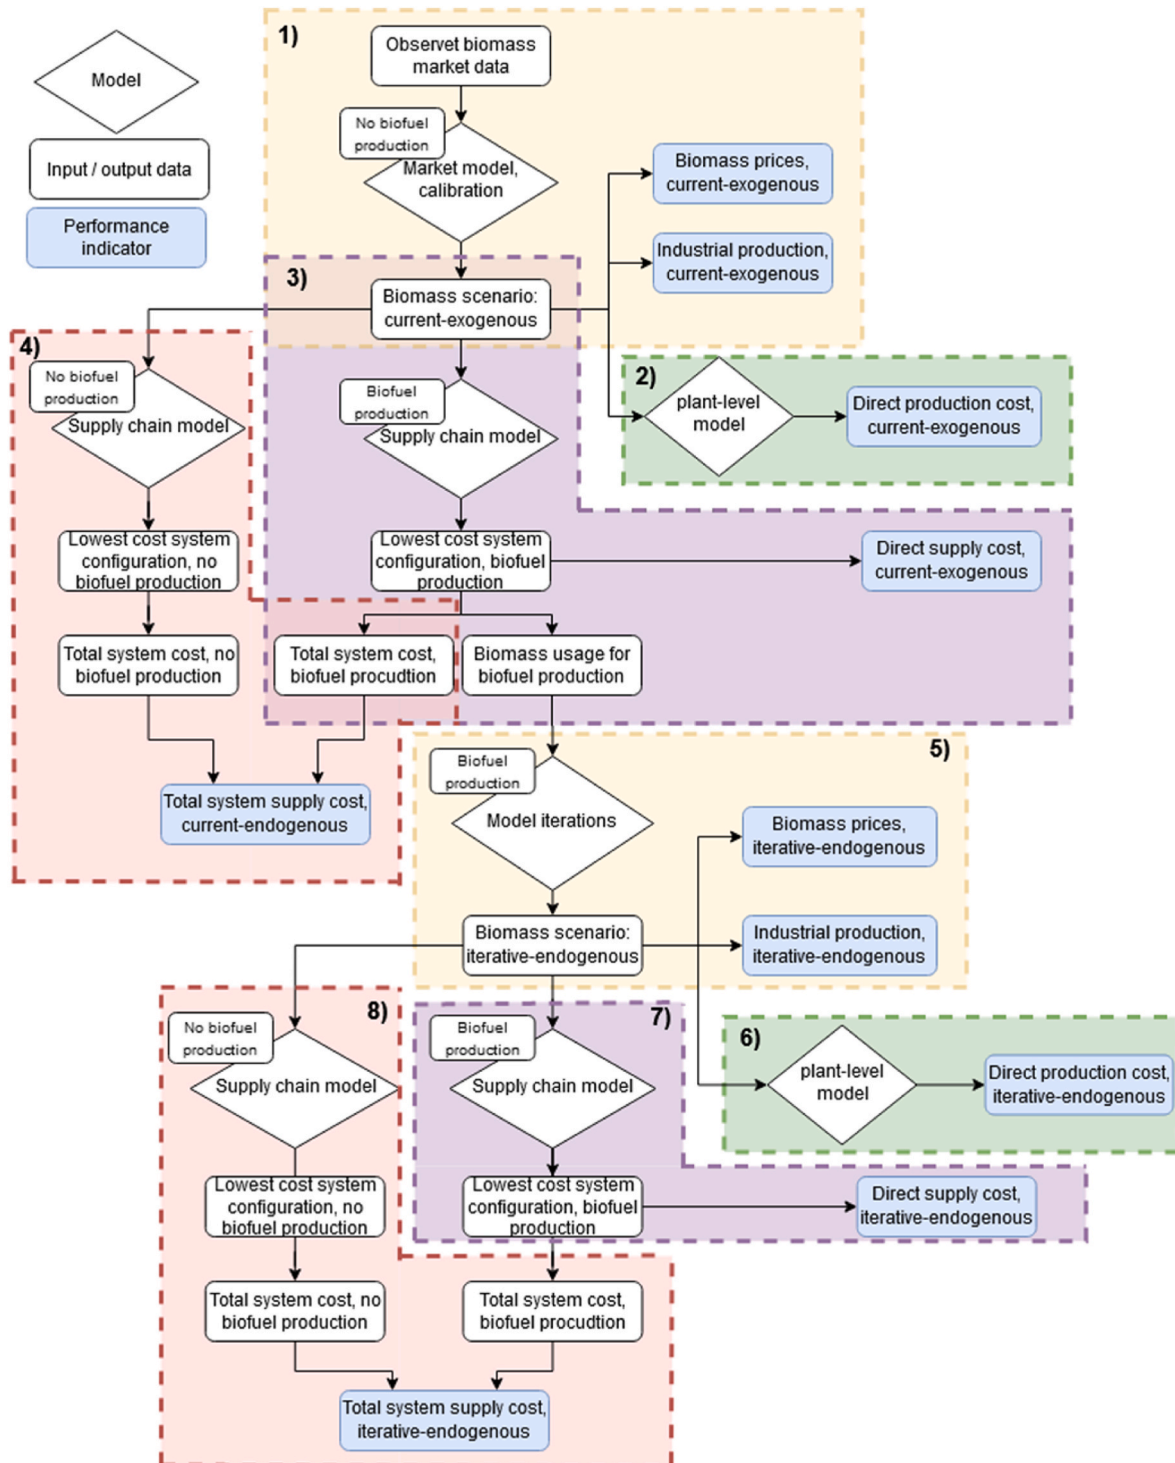 Model
Input / output data
Performance
indicator
1)
Observet biomass
market data
No biofuel
production
Market model,
calibration
Biomass prices,
current-exogenous
Industrial production,
current-exogenous
3)
Biomass scenario:
current-exogenous
4)
No biofuel
production
Supply chain model
Biofuel
production
Supply chain model
2)
plant-level
model
Direct production cost,
current-exogenous
Lowest cost system
configuration, no
biofuel production
Lowest cost system
configuration, biofuel
production
Direct supply cost,
current-exogenous
Total system cost, no
biofuel production
Total system cost,
biofuel procudtion
Biomass usage for
biofuel production
Total system supply cost,
current-endogenous
5)
Biofuel
production
Model iterations
Biomass prices,
iterative-endogenous
Biomass scenario:
iterative-endogenous
Industrial production,
iterative-endogenous
8)
No biofuel
production
Supply chain model
7)
Biofuel
production
Supply chain model
6)
plant-level
model
Direct production cost,
iterative-endogenous
Lowest cost system
configuration, no
biofuel production
Lowest cost system
configuration, biofuel
production
Direct supply cost,
iterative-endogenous
Total system cost, no
biofuel production
Total system cost,
biofuel procudtion
Total system supply cost,
iterative-endogenous